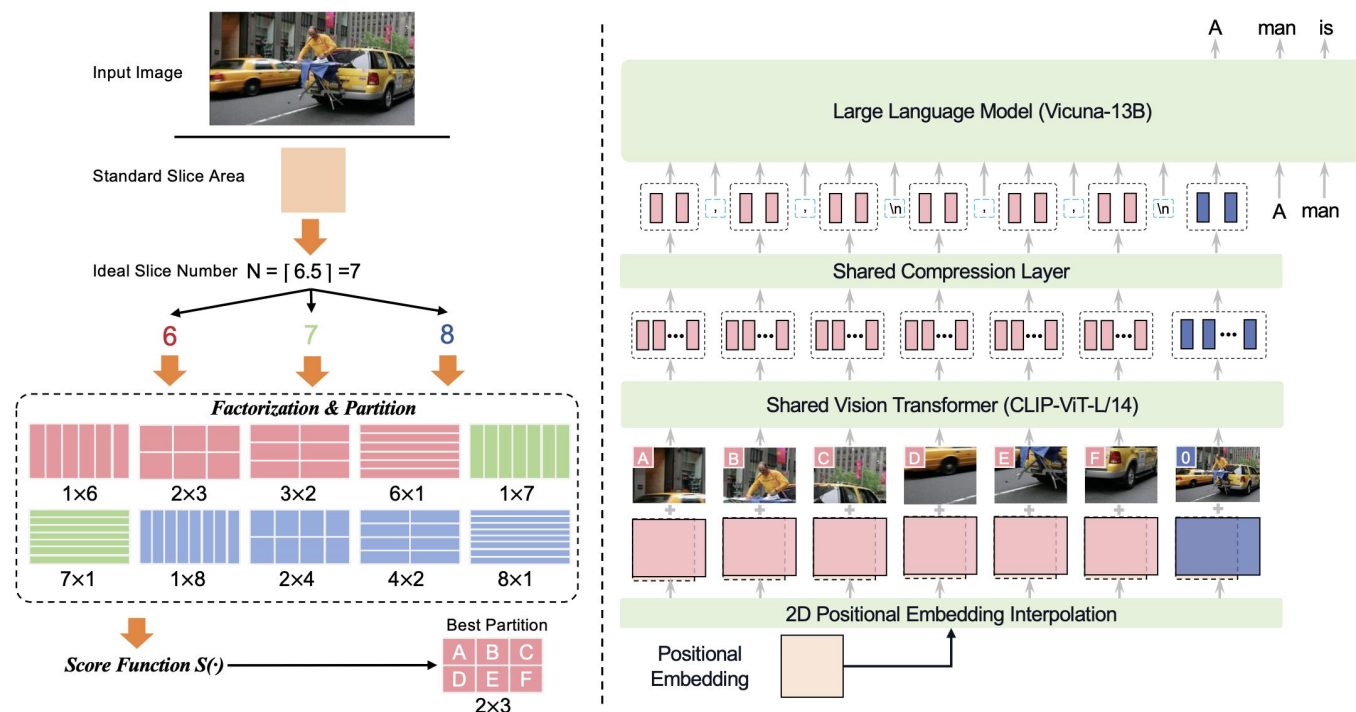 Input Image
Standard Slice Area
Ideal Slice Number N = ⌈6.5⌉=7
6 7 8
Factorization & Partition
1×6 2×3 3×2 6×1 1×7
7×1 1×8 2×4 4×2 8×1
Score Function S(·)
Best Partition
A B C
D E F
2×3
A man is
Large Language Model (Vicuna-13B)
, , \n , , \n
A man
Shared Compression Layer
••• ••• ••• ••• ••• ••• •••
Shared Vision Transformer (CLIP-ViT-L/14)
A B C D E F 0
+ + + + + + +
2D Positional Embedding Interpolation
Positional
Embedding